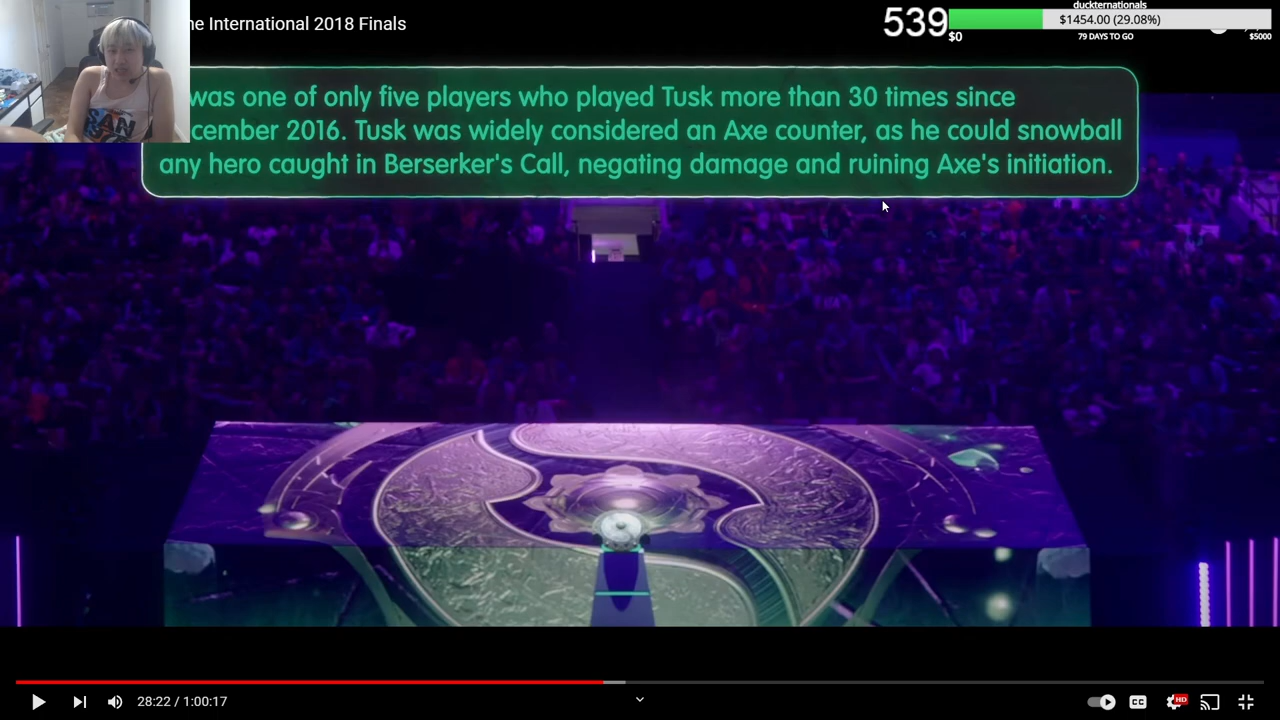 he International 2018 Finals
539
duckternationals
$1454.00 (29.08%)
$0
79 DAYS TO GO
$5000
was one of only five players who played Tusk more than 30 times since
cember 2016. Tusk was widely considered an Axe counter, as he could snowball
any hero caught in Berserker's Call, negating damage and ruining Axe's initiation.
SAN
28:22 / 1:00:17
CC
HD